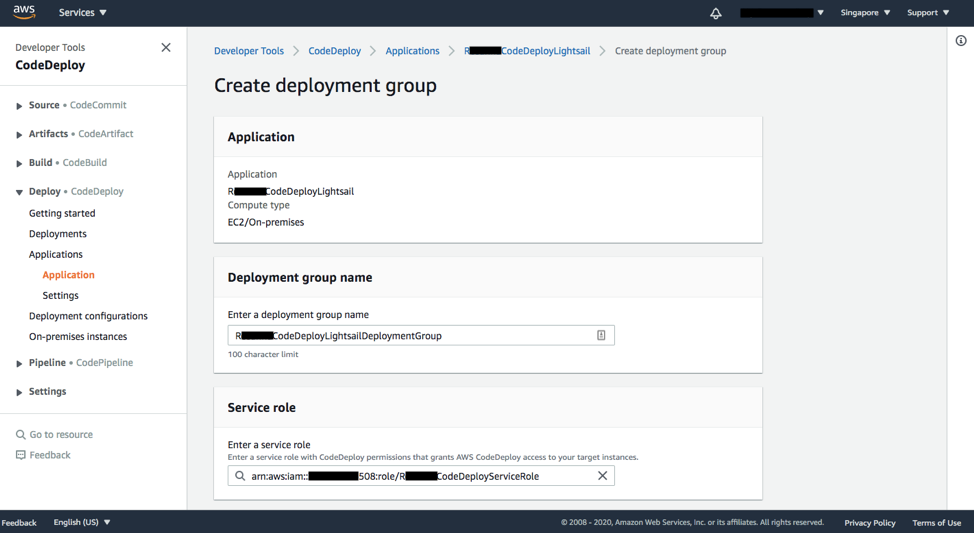 aws
Services
Singapore
Support
Developer Tools
CodeDeploy
Source • CodeCommit
Artifacts • CodeArtifact
Build • CodeBuild
Deploy • CodeDeploy
Getting started
Deployments
Applications
Application
Settings
Deployment configurations
On-premises instances
Pipeline • CodePipeline
Settings
Go to resource
Feedback
Developer Tools > CodeDeploy > Applications > R CodeDeployLightsail > Create deployment group
Create deployment group
Application
Application
R CodeDeployLightsail
Compute type
EC2/On-premises
Deployment group name
Enter a deployment group name
R CodeDeployLightsailDeploymentGroup
100 character limit
Service role
Enter a service role
Enter a service role with CodeDeploy permissions that grants AWS CodeDeploy access to your target instances.
arn:aws:iam:: 508:role/R CodeDeployServiceRole
Feedback
English (US)
© 2008 - 2020, Amazon Web Services, Inc. or its affiliates. All rights reserved.
Privacy Policy
Terms of Use